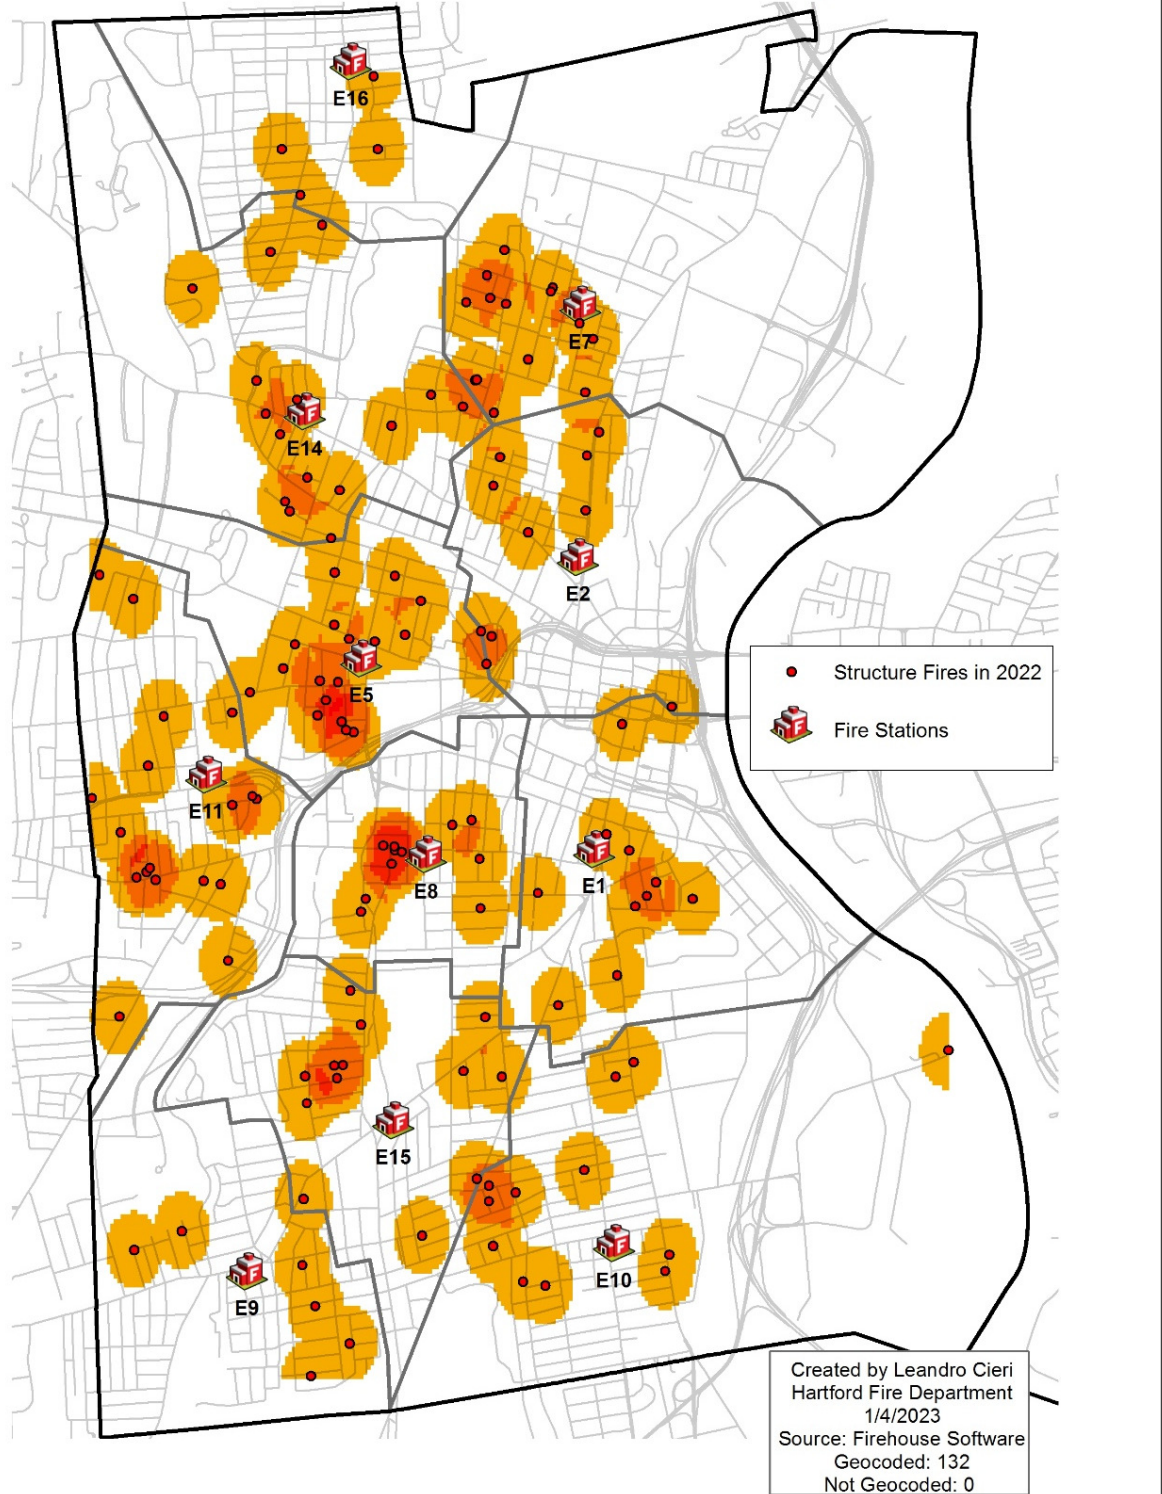 E16
E7
E14
E2
Structure Fires in 2022
E5
Fire Stations
E11
E8
E1
E15
E10
E9
Created by Leandro Cieri
Hartford Fire Department
1/4/2023
Source: Firehouse Software
Geocoded: 132
Not Geocoded: 0